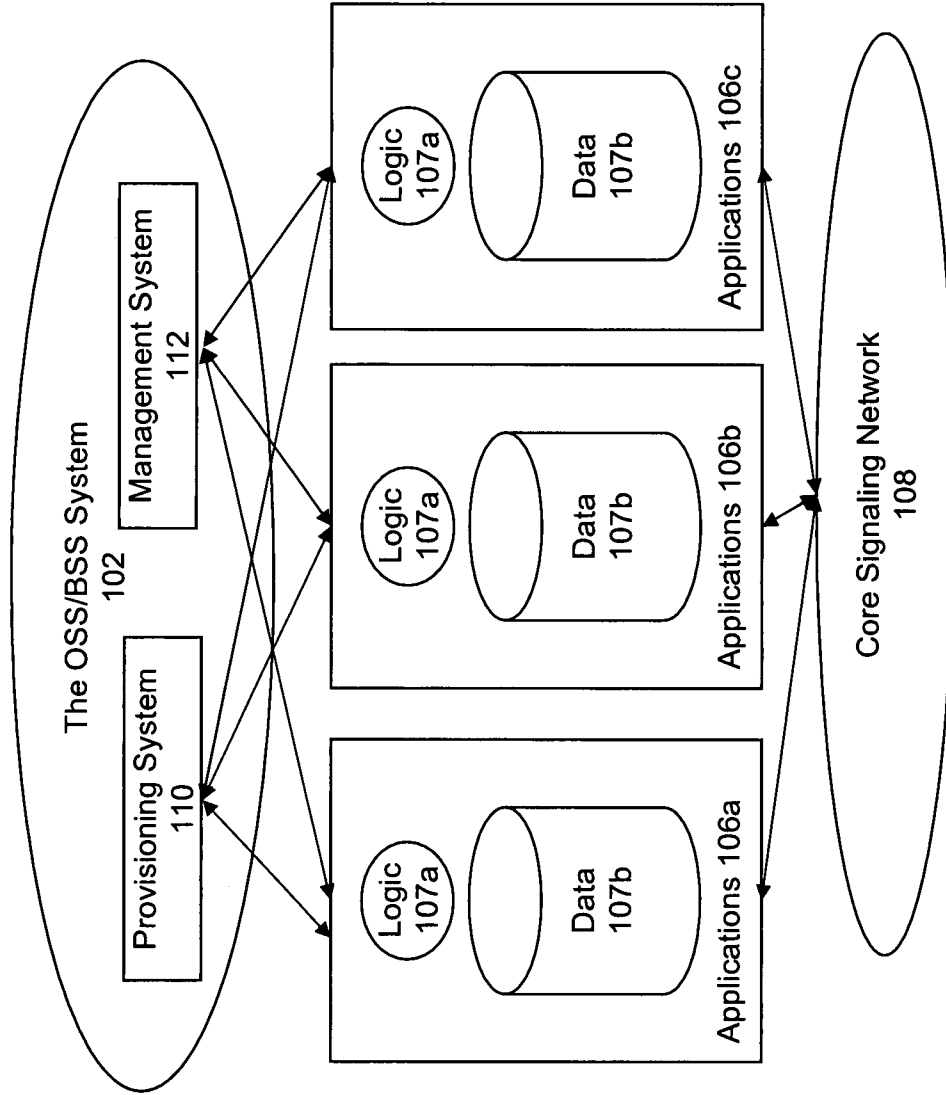 The OSS/BSS System
102
Provisioning System
110
Management System
112
Logic
107a
Data
107b
Applications 106a
Logic
107a
Data
107b
Applications 106b
Logic
107a
Data
107b
Applications 106c
Core Signaling Network
108